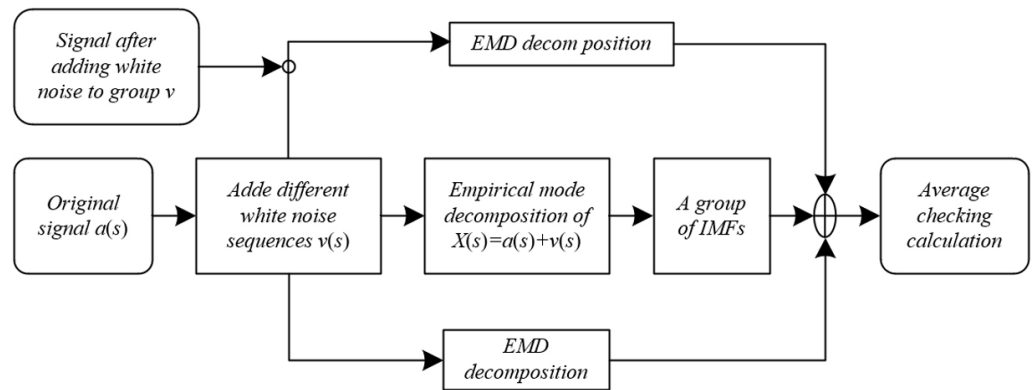 Signal after
adding white
noise to group v
EMD decom position
Original
signal a(s)
Adde different
white noise
sequences v(s)
Empirical mode
decomposition of
X(s)=a(s)+v(s)
A group
of IMFs
Average
checking
calculation
EMD
decomposition